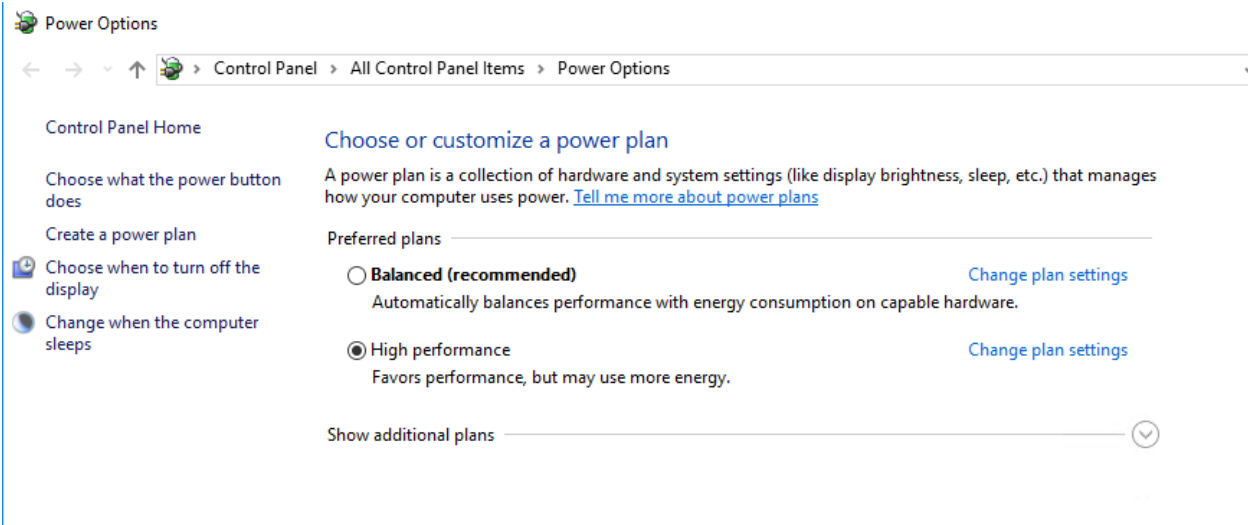 Power Options
Control Panel > All Control Panel Items > Power Options
Control Panel Home
Choose what the power button
does
Create a power plan
Choose when to turn off the
display
Change when the computer
sleeps
Choose or customize a power plan
A power plan is a collection of hardware and system settings (like display brightness, sleep, etc.) that manages
how your computer uses power. Tell me more about power plans
Preferred plans
Balanced (recommended) Change plan settings
Automatically balances performance with energy consumption on capable hardware.
High performance Change plan settings
Favors performance, but may use more energy.
Show additional plans